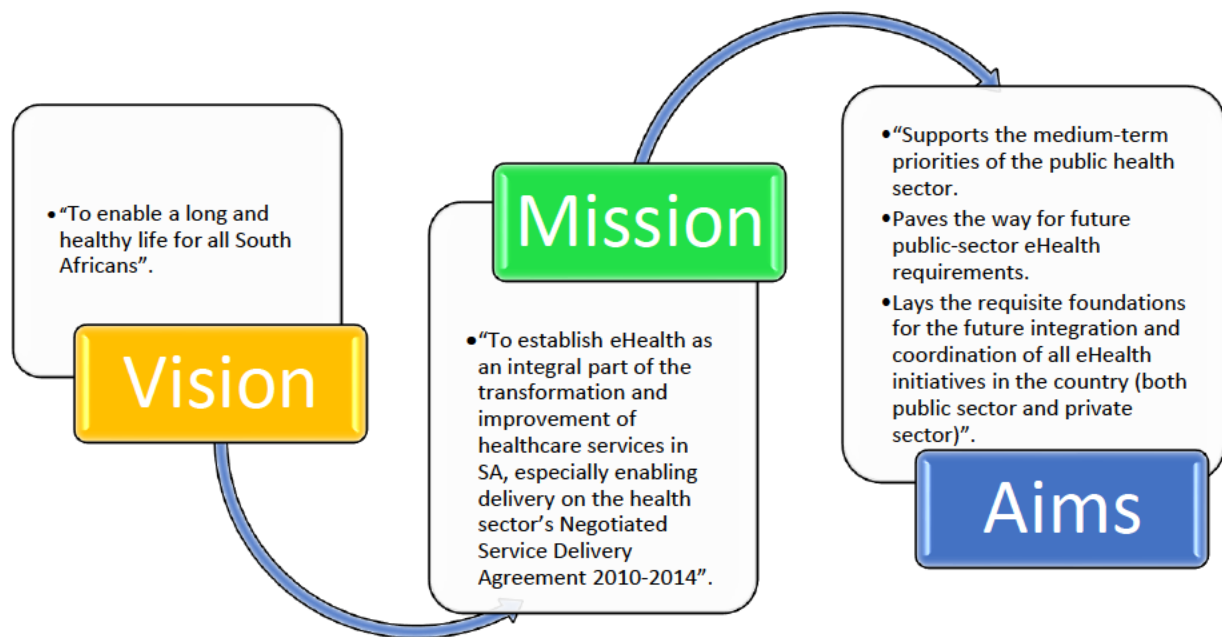 • “To enable a long and
healthy life for all South
Africans”.
Vision
Mission
• “To establish eHealth as
an integral part of the
transformation and
improvement of
healthcare services in
SA, especially enabling
delivery on the health
sector’s Negotiated
Service Delivery
Agreement 2010-2014”.
• “Supports the medium-term
priorities of the public health
sector.
• Paves the way for future
public-sector eHealth
requirements.
• Lays the requisite foundations
for the future integration and
coordination of all eHealth
initiatives in the country (both
public sector and private
sector)”.
Aims